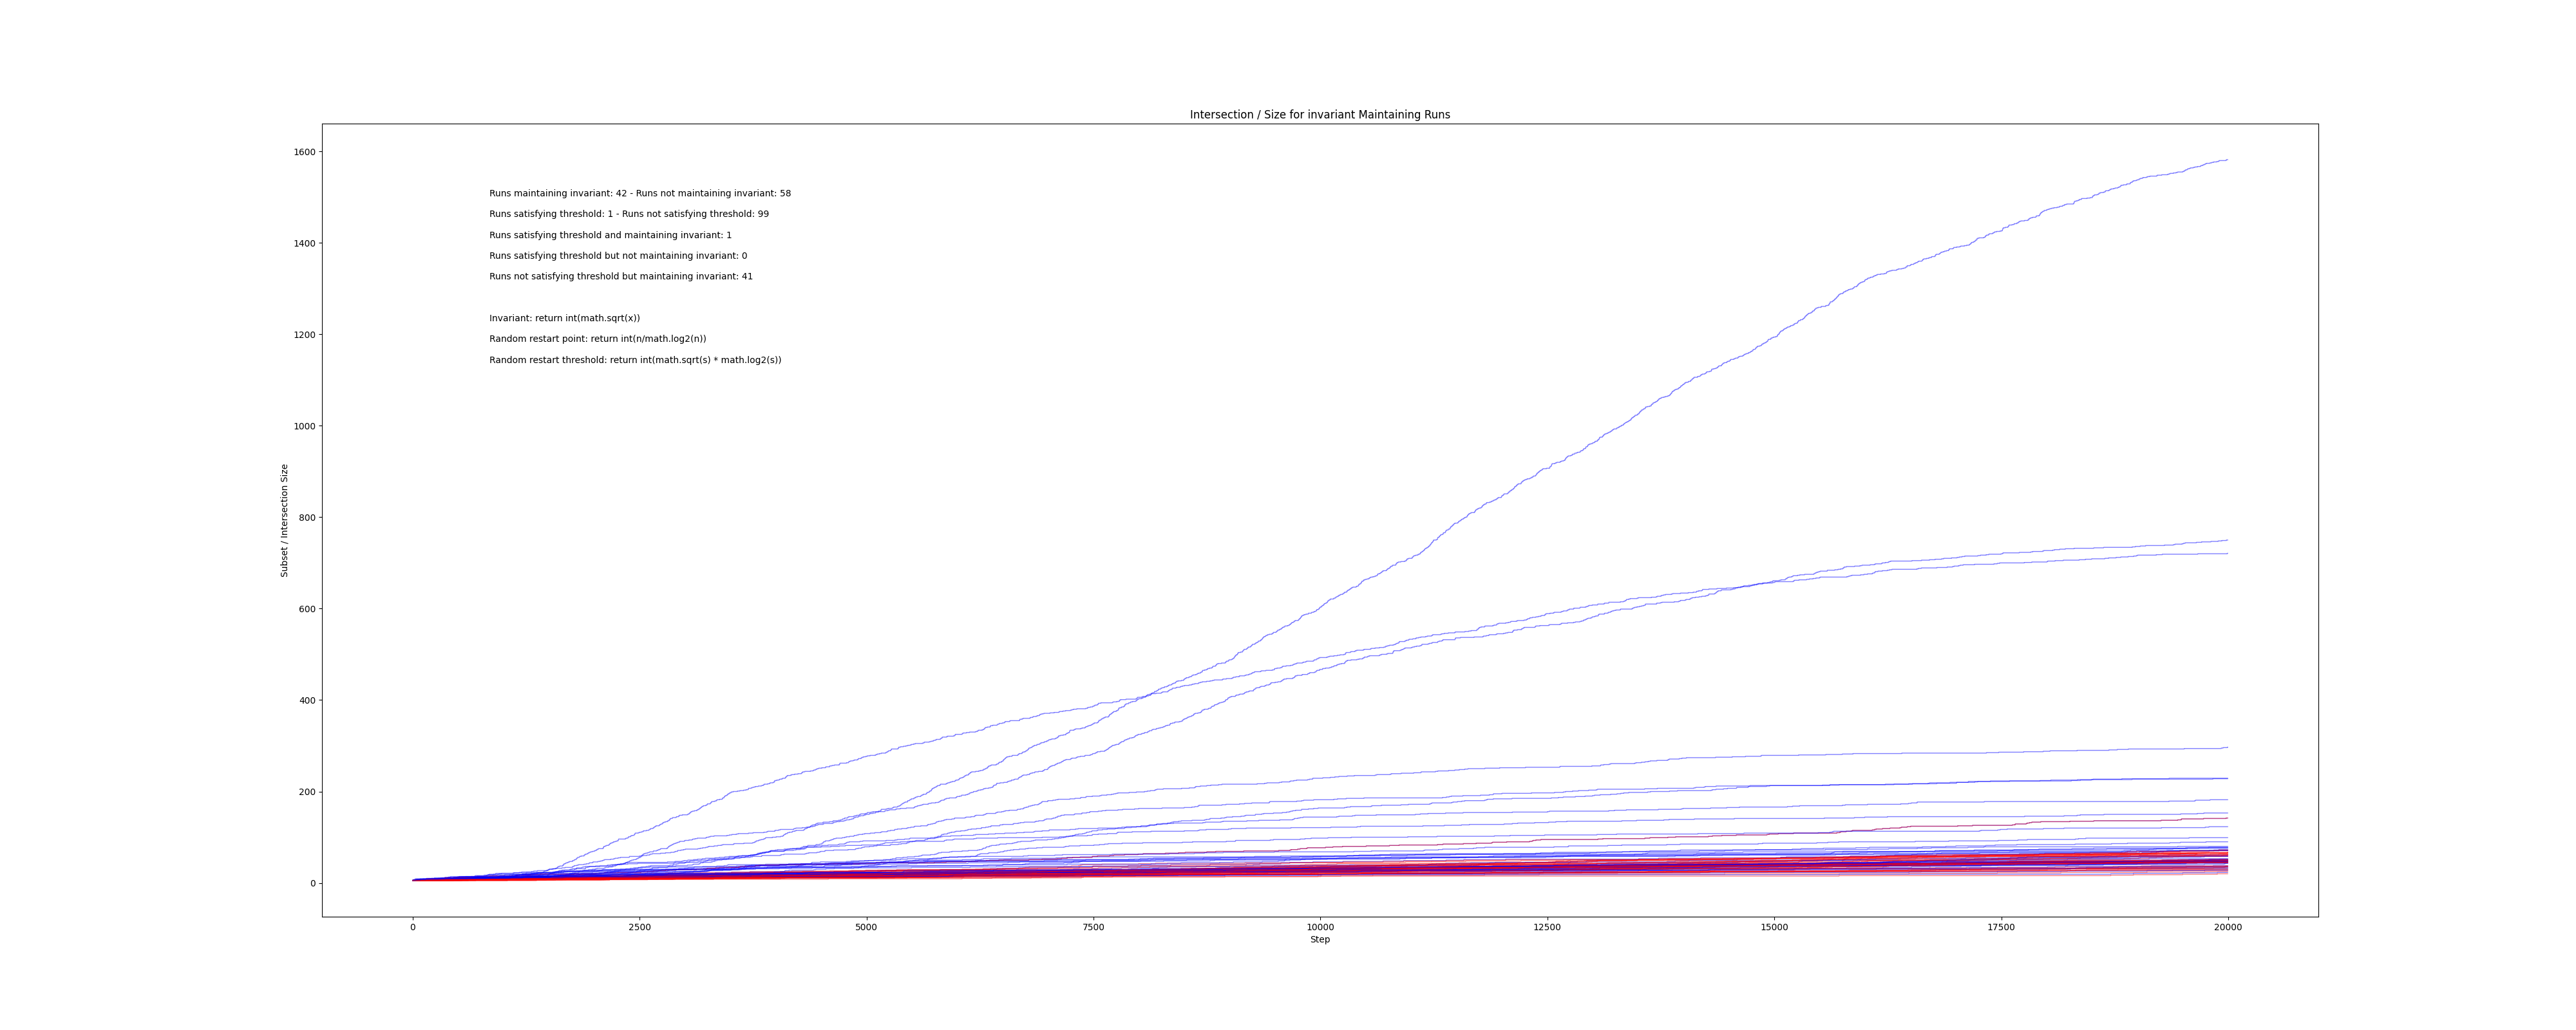 Intersection / Size for invariant Maintaining Runs
1600
1400
1200
1000
800
600
400
200
0
Subset / Intersection Size
Runs maintaining invariant: 42 - Runs not maintaining invariant: 58
Runs satisfying threshold: 1 - Runs not satisfying threshold: 99
Runs satisfying threshold and maintaining invariant: 1
Runs satisfying threshold but not maintaining invariant: 0
Runs not satisfying threshold but maintaining invariant: 41
Invariant: return int(math.sqrt(x))
Random restart point: return int(n/math.log2(n))
Random restart threshold: return int(math.sqrt(s) * math.log2(s))
0 2500 5000 7500 10000 12500 15000 17500 20000
Step